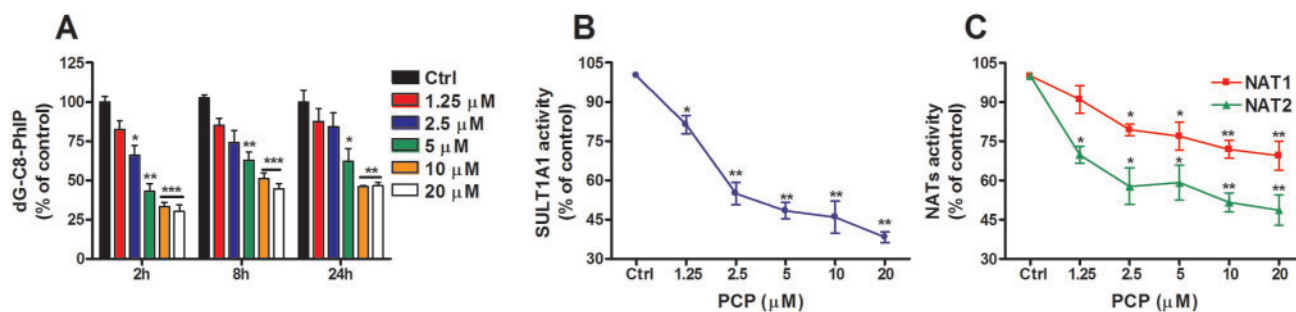 A
dG-C8-PhIP
(% of control)
125
100
75
50
25
0
*
**
***
**
***
*
**
2h
8h
24h
Ctrl
1.25 μM
2.5 μM
5 μM
10 μM
20 μM
B
SULT1A1 activity
(% of control)
105
90
75
60
45
30
*
**
**
**
**
Ctrl
1.25
2.5
5
10
20
PCP (μM)
C
NATs activity
(% of control)
105
90
75
60
45
30
NAT1
NAT2
*
*
**
**
*
*
*
**
**
Ctrl
1.25
2.5
5
10
20
PCP (μM)